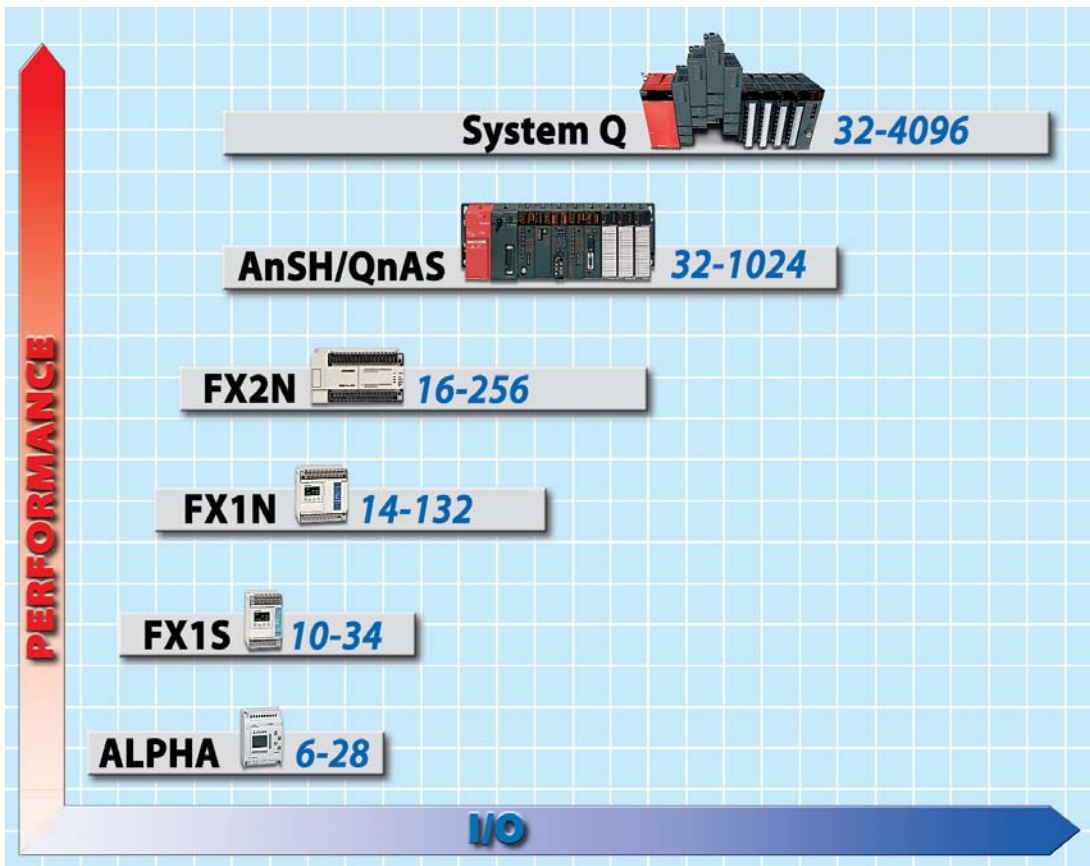 System Q 32-4096
AnSH/QnAS 32-1024
FX2N 16-256
FX1N 14-132
FX1S 10-34
ALPHA 6-28
PERFORMANCE
I/O